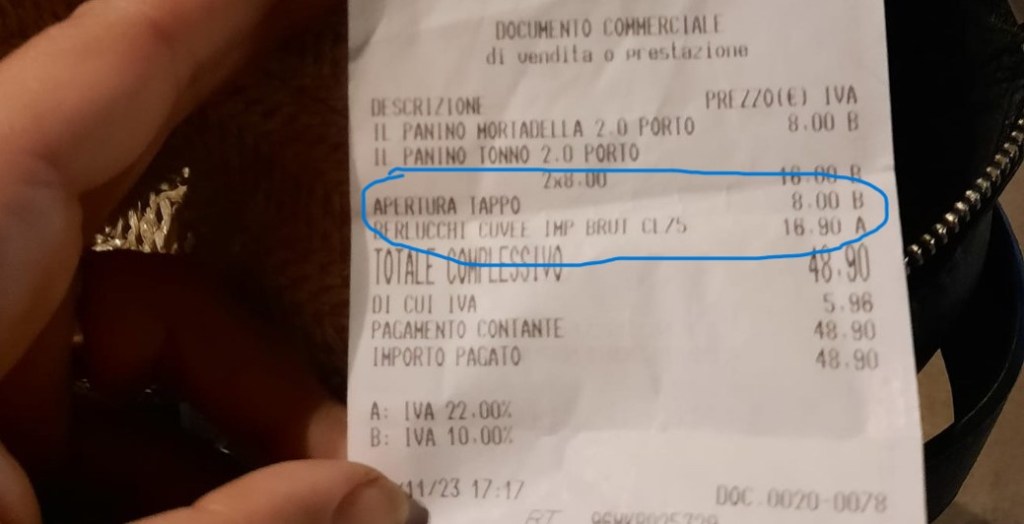 DOCUMENTO COMMERCIALE
di vendita o prestazione
DESCRIZIONE PREZZO(€) IVA
IL PANINO MORTADELLA 2.0 PORTO 8.00 B
IL PANINO TONNO 2.0 PORTO
2x8.00 16.00 B
APERTURA TAPPO 8.00 B
BERLUCCHI CUVEE IMP BRUT CL75 16.90 A
TOTALE COMPLESSIVO 48.90
DI CUI IVA 5.96
PAGAMENTO CONTANTE 48.90
IMPORTO PAGATO 48.90
A: IVA 22.00%
B: IVA 10.00%
11/23 17:17 DOC.0020-0078
RT